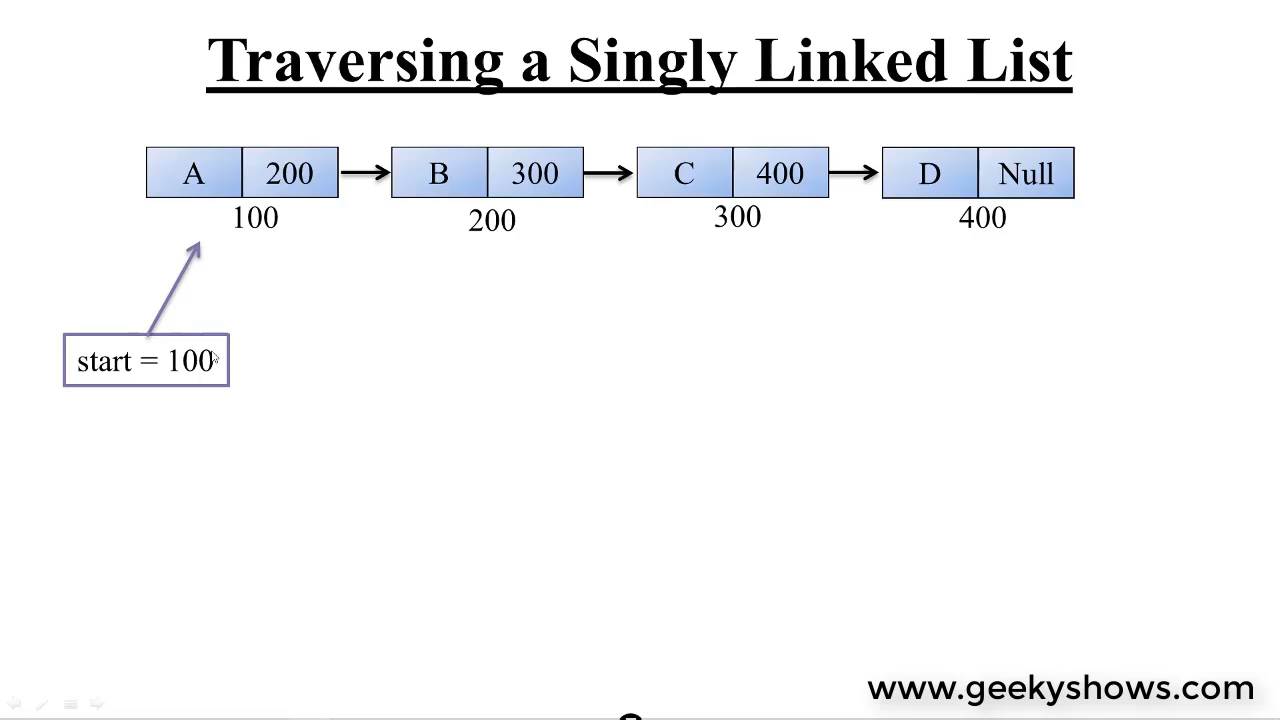 Traversing a Singly Linked List
A 200 B 300 C 400 D Null
100 200 300 400
start = 100
www.geekyshows.com